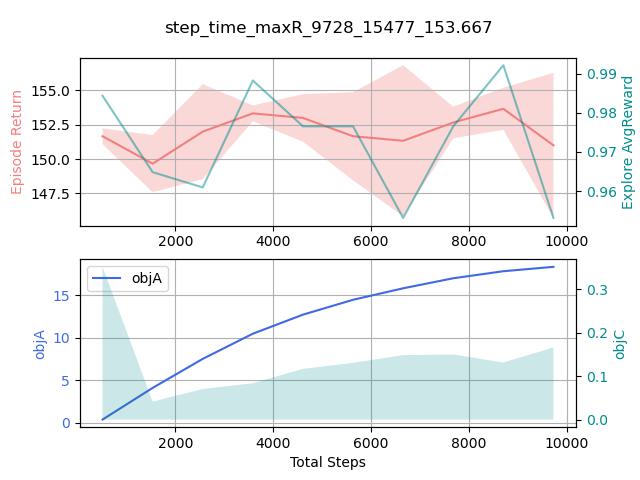 step_time_maxR_9728_15477_153.667
155.0
152.5
150.0
147.5
Episode Return
0.99
0.98
0.97
0.96
Explore AvgReward
2000 4000 6000 8000 10000
objA
15
10
5
0
objA
0.3
0.2
0.1
0.0
objC
2000 4000 6000 8000 10000
Total Steps